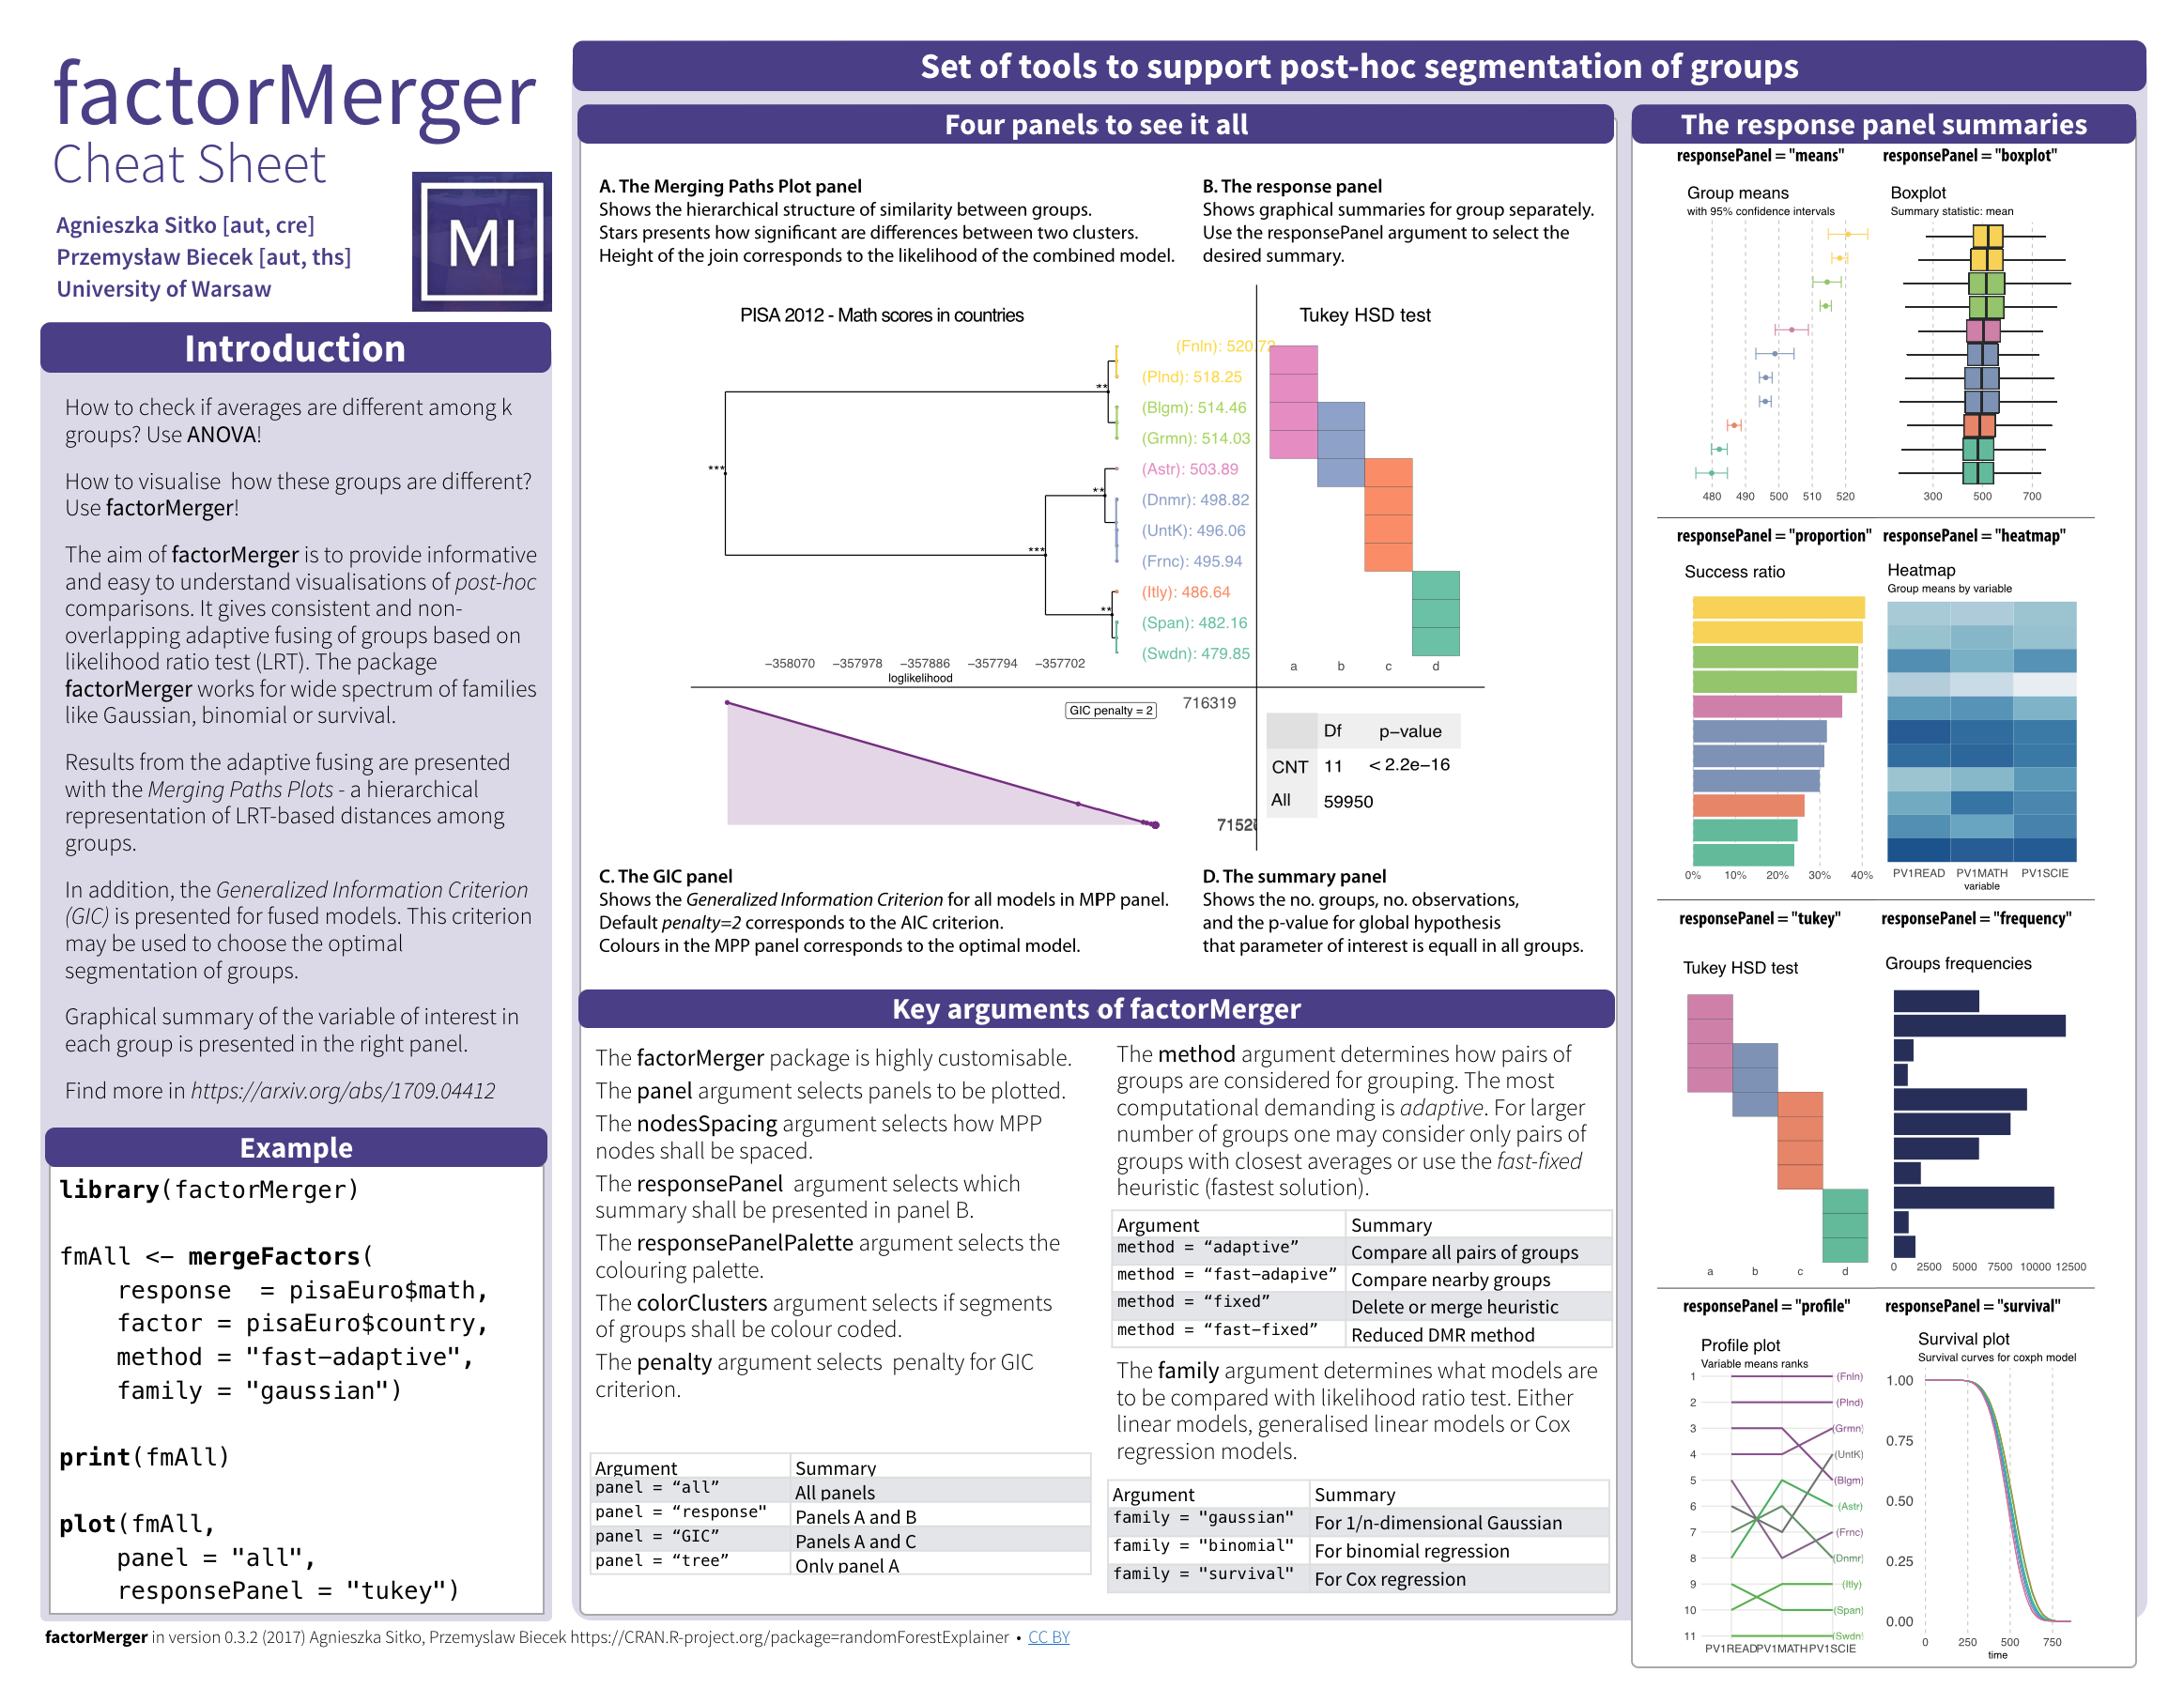 factorMerger
Cheat Sheet
Agnieszka Sitko [aut, cre]
Przemysław Biecek [aut, ths]
University of Warsaw
MI
Introduction
How to check if averages are different among k
groups? Use ANOVA!
How to visualise  how these groups are different?
Use factorMerger!
The aim of factorMerger is to provide informative
and easy to understand visualisations of post-hoc
comparisons. It gives consistent and non-
overlapping adaptive fusing of groups based on
likelihood ratio test (LRT). The package
factorMerger works for wide spectrum of families
like Gaussian, binomial or survival.
Results from the adaptive fusing are presented
with the Merging Paths Plots - a hierarchical
representation of LRT-based distances among
groups.
In addition, the Generalized Information Criterion
(GIC) is presented for fused models. This criterion
may be used to choose the optimal
segmentation of groups.
Graphical summary of the variable of interest in
each group is presented in the right panel.
Find more in https://arxiv.org/abs/1709.04412
Example
library(factorMerger)
fmAll <- mergeFactors(
response  = pisaEuro$math,
factor = pisaEuro$country,
method = "fast-adaptive",
family = "gaussian")
print(fmAll)
plot(fmAll,
panel = "all",
responsePanel = "tukey")
Set of tools to support post-hoc segmentation of groups
Four panels to see it all
A. The Merging Paths Plot panel
Shows the hierarchical structure of similarity between groups.
Stars presents how significant are differences between two clusters.
Height of the join corresponds to the likelihood of the combined model.
B. The response panel
Shows graphical summaries for group separately.
Use the responsePanel argument to select the
desired summary.
PISA 2012 - Math scores in countries
(Fnln): 520.72
** (Plnd): 518.25
(Blgm): 514.46
(Grmn): 514.03
*** (Astr): 503.89
** (Dnmr): 498.82
(UntK): 496.06
*** (Frnc): 495.94
(Itly): 486.64
** (Span): 482.16
(Swdn): 479.85
−358070 −357978 −357886 −357794 −357702
loglikelihood
Tukey HSD test
a b c d
GIC penalty = 2
716319
Df p−value
CNT 11 < 2.2e−16
All 59950
C. The GIC panel
Shows the Generalized Information Criterion for all models in MPP panel.
Default penalty=2 corresponds to the AIC criterion.
Colours in the MPP panel corresponds to the optimal model.
D. The summary panel
Shows the no. groups, no. observations,
and the p-value for global hypothesis
that parameter of interest is equall in all groups.
Key arguments of factorMerger
The factorMerger package is highly customisable.
The panel argument selects panels to be plotted.
The nodesSpacing argument selects how MPP
nodes shall be spaced.
The responsePanel  argument selects which
summary shall be presented in panel B.
The responsePanelPalette argument selects the
colouring palette.
The colorClusters argument selects if segments
of groups shall be colour coded.
The penalty argument selects  penalty for GIC
criterion.
Argument Summary
panel = “all” All panels
panel = “response" Panels A and B
panel = “GIC” Panels A and C
panel = “tree” Only panel A
The method argument determines how pairs of
groups are considered for grouping. The most
computational demanding is adaptive. For larger
number of groups one may consider only pairs of
groups with closest averages or use the fast-fixed
heuristic (fastest solution).
Argument Summary
method = “adaptive” Compare all pairs of groups
method = “fast-adapive” Compare nearby groups
method = “fixed” Delete or merge heuristic
method = “fast-fixed” Reduced DMR method
The family argument determines what models are
to be compared with likelihood ratio test. Either
linear models, generalised linear models or Cox
regression models.
Argument Summary
family = "gaussian" For 1/n-dimensional Gaussian
family = "binomial" For binomial regression
family = "survival" For Cox regression
The response panel summaries
responsePanel = "means"
Group means
with 95% confidence intervals
480 490 500 510 520
responsePanel = "boxplot"
Boxplot
Summary statistic: mean
300 500 700
responsePanel = "proportion"
Success ratio
0% 10% 20% 30% 40%
responsePanel = "heatmap"
Heatmap
Group means by variable
PV1READ PV1MATH PV1SCIE
variable
responsePanel = "tukey"
Tukey HSD test
a b c d
responsePanel = "frequency"
Groups frequencies
0 2500 5000 7500 10000 12500
responsePanel = "profile"
Profile plot
Variable means ranks
1 (Fnln)
2 (Plnd)
3 (Grmn)
4 (UntK)
5 (Blgm)
6 (Astr)
7 (Frnc)
8 (Dnmr)
9 (Itly)
10 (Span)
11 (Swdn)
PV1READ PV1MATH PV1SCIE
responsePanel = "survival"
Survival plot
Survival curves for coxph model
1.00
0.75
0.50
0.25
0.00
0 250 500 750
time
factorMerger in version 0.3.2 (2017) Agnieszka Sitko, Przemyslaw Biecek https://CRAN.R-project.org/package=randomForestExplainer • CC BY